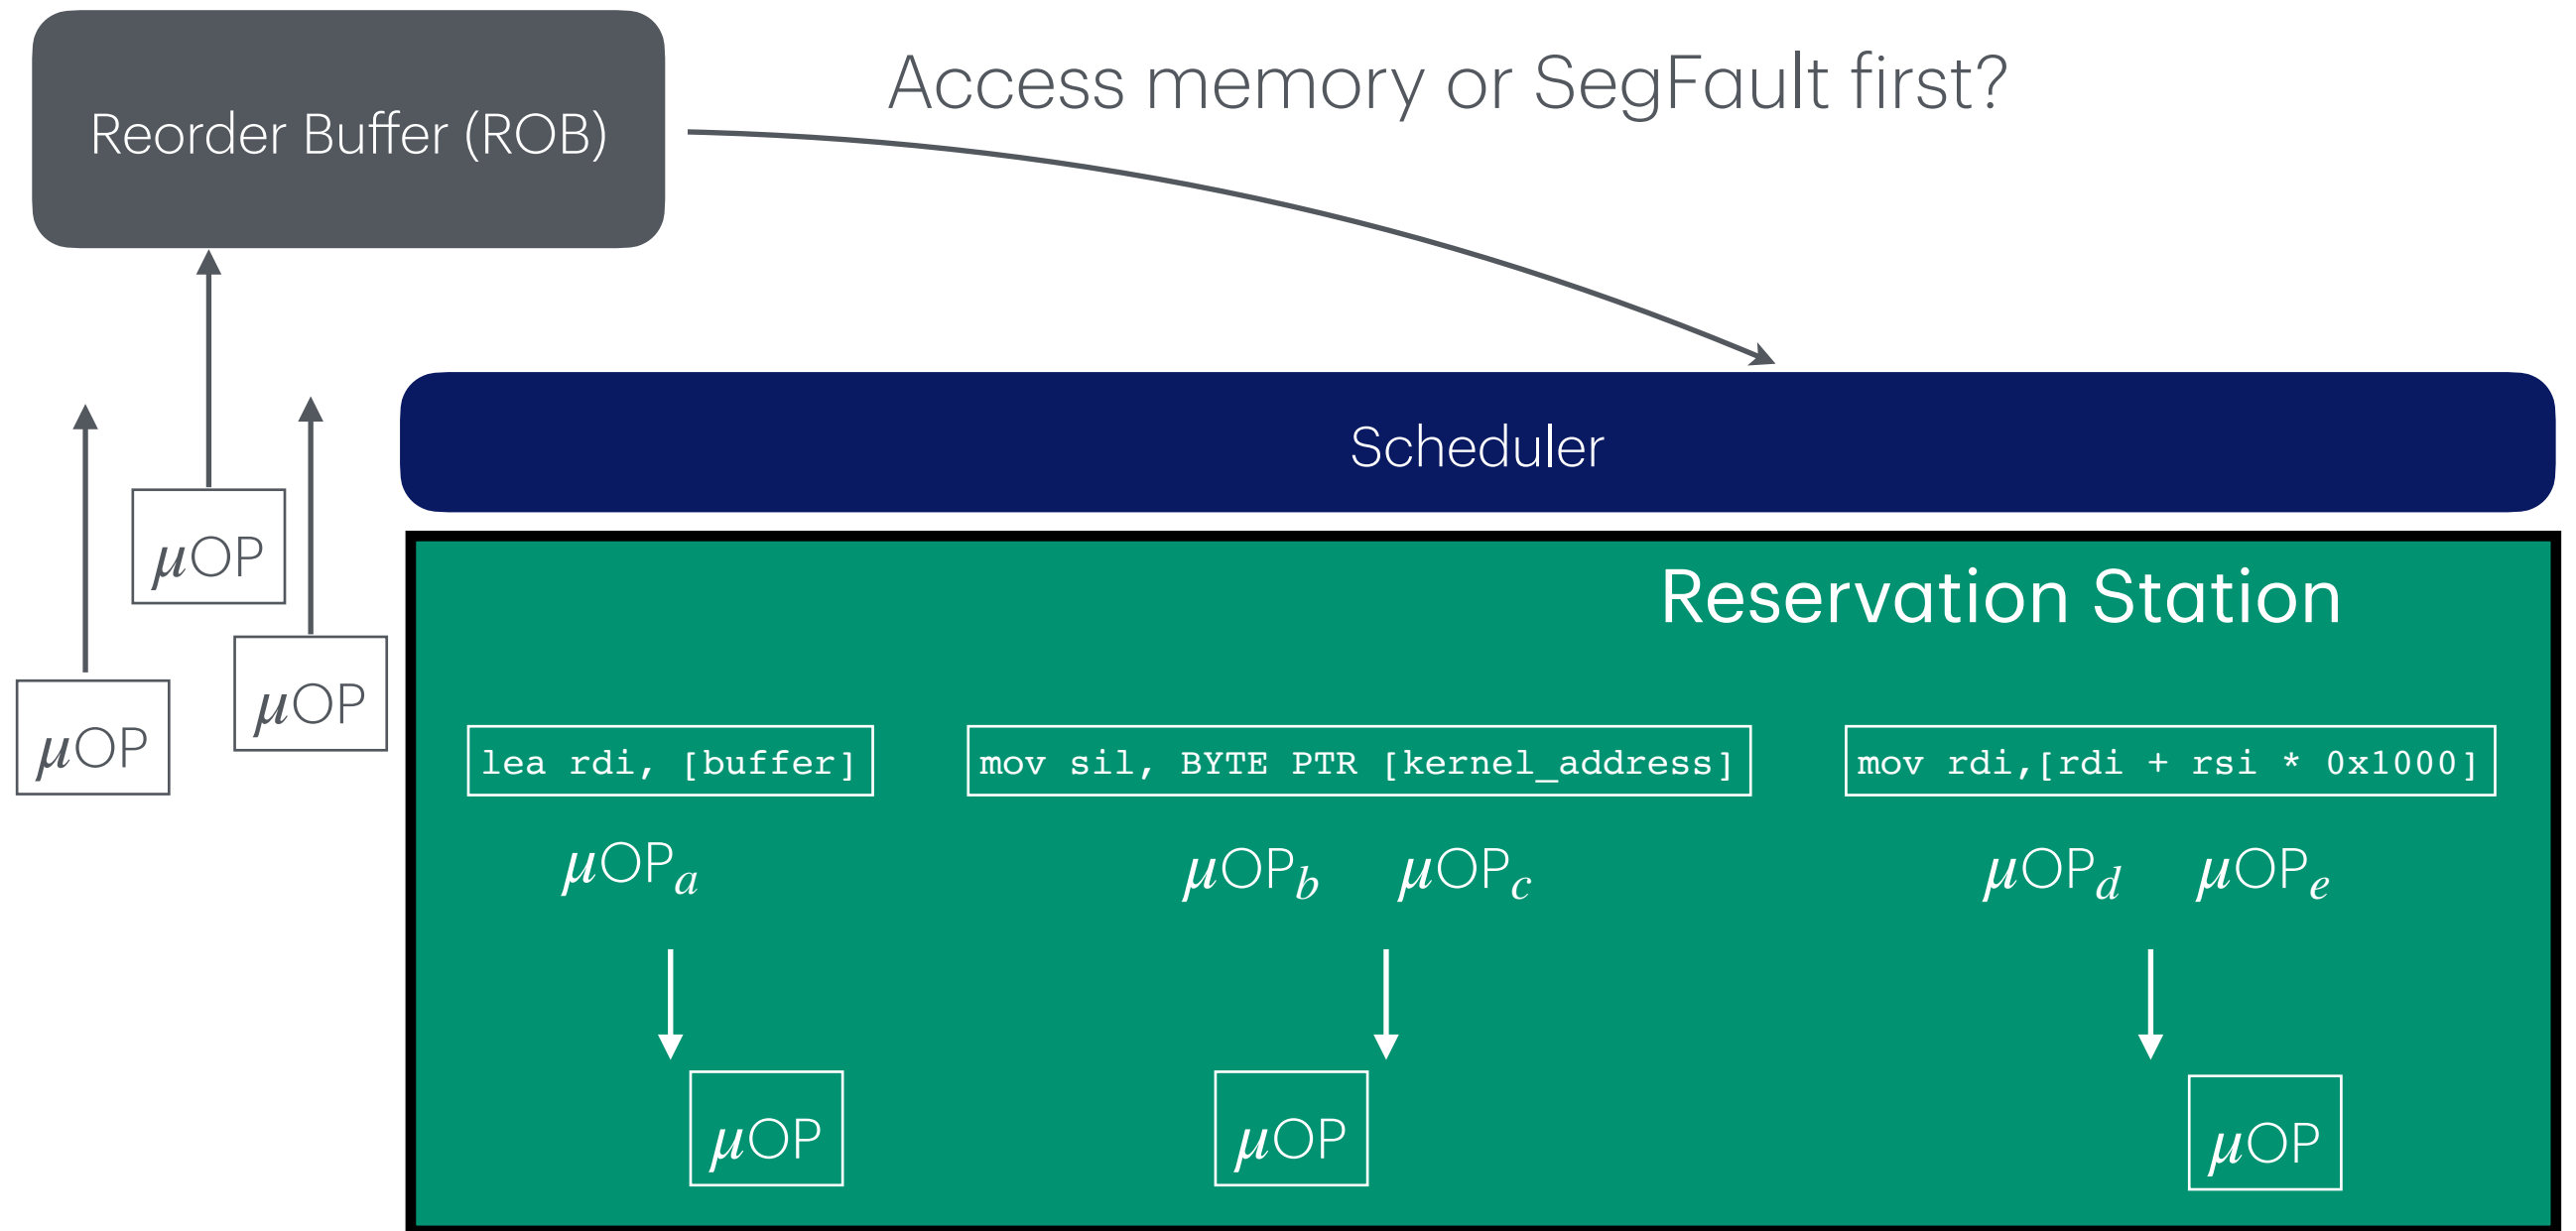 Access memory or SegFault first?
Reorder Buffer (ROB)
Scheduler
μOP
μOP
μOP
Reservation Station
lea rdi, [buffer]
mov sil, BYTE PTR [kernel_address]
mov rdi,[rdi + rsi * 0x1000]
μOPa
μOPb μOPc
μOPd μOPe
μOP
μOP
μOP